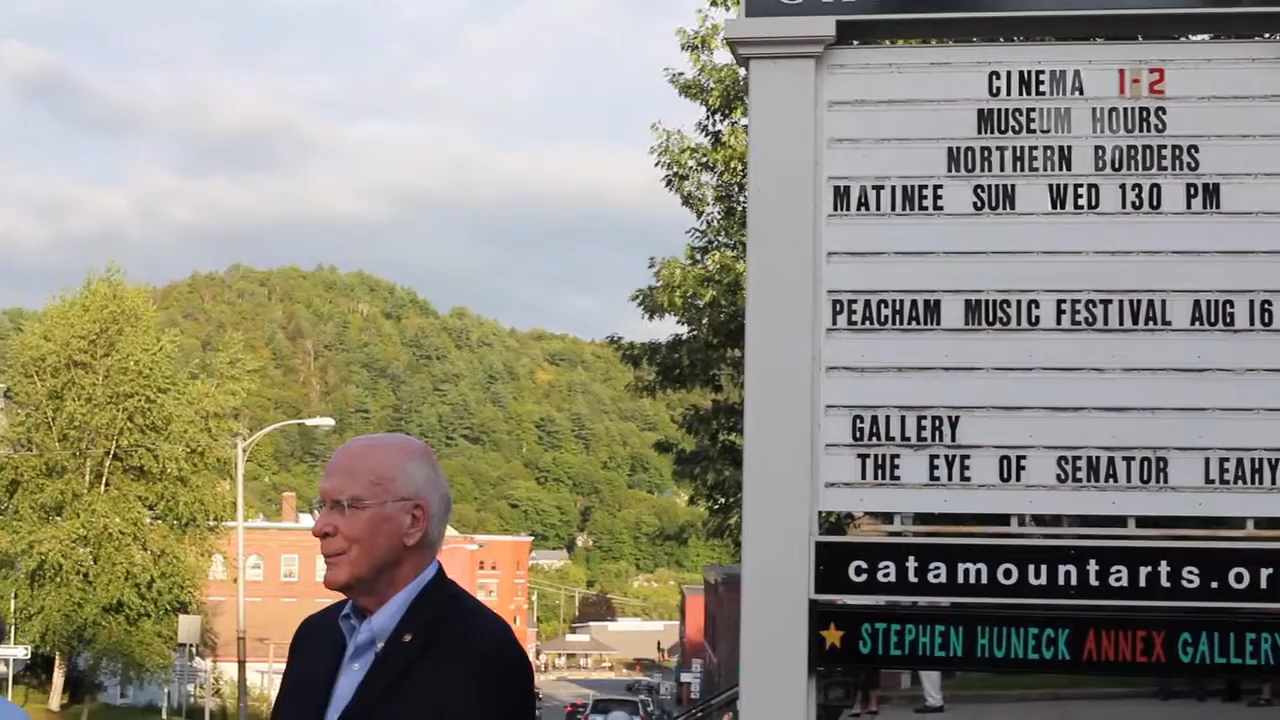 CINEMA 1-2
MUSEUM HOURS
NORTHERN BORDERS
MATINEE SUN WED 130 PM
PEACHAM MUSIC FESTIVAL AUG 16
GALLERY
THE EYE OF SENATOR LEAHY
catamountarts.or
STEPHEN HUNECK ANNEX GALLERY